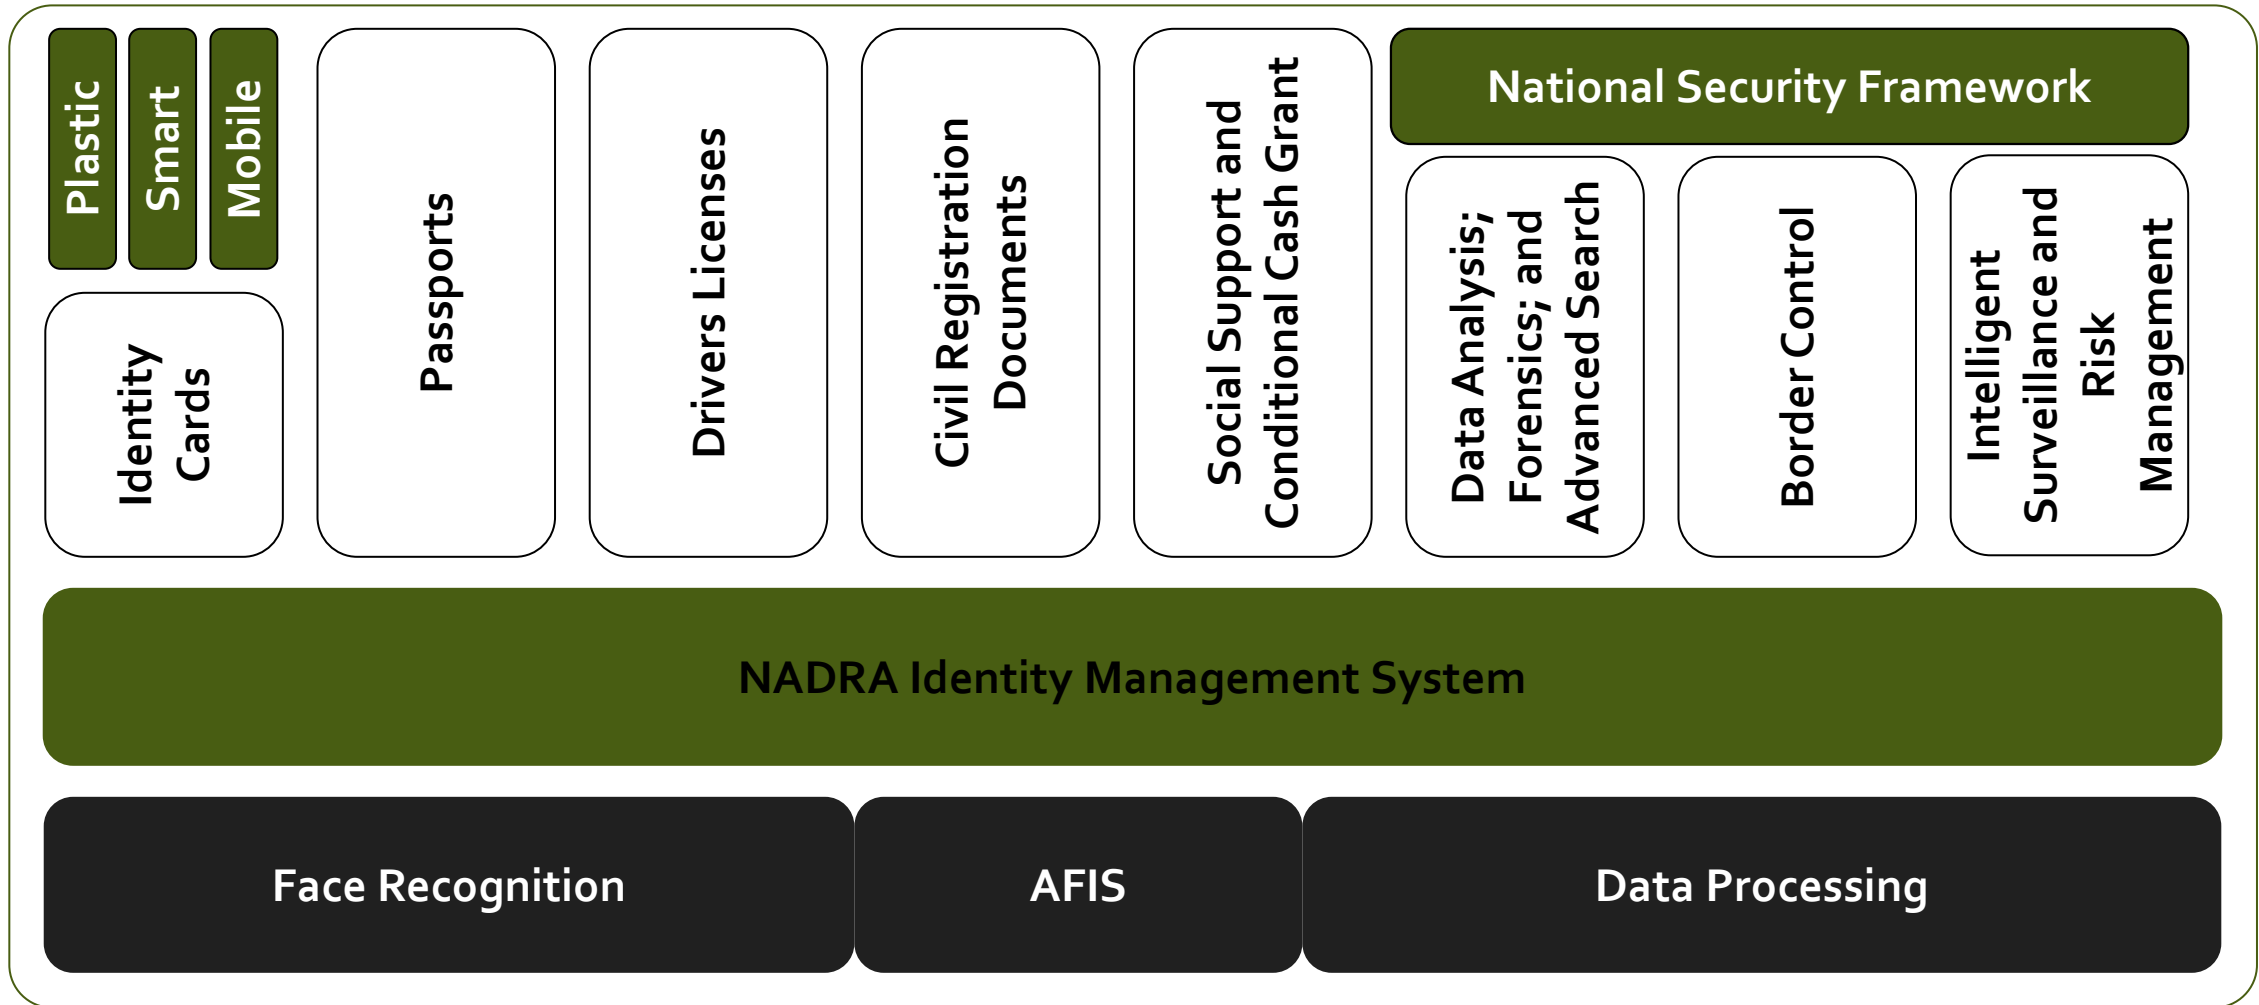 Plastic
Smart
Mobile
Identity
Cards
Passports
Drivers Licenses
Civil Registration
Documents
Social Support and
Conditional Cash Grant
National Security Framework
Data Analysis;
Forensics; and
Advanced Search
Border Control
Intelligent
Surveillance and
Risk
Management
NADRA Identity Management System
Face Recognition
AFIS
Data Processing